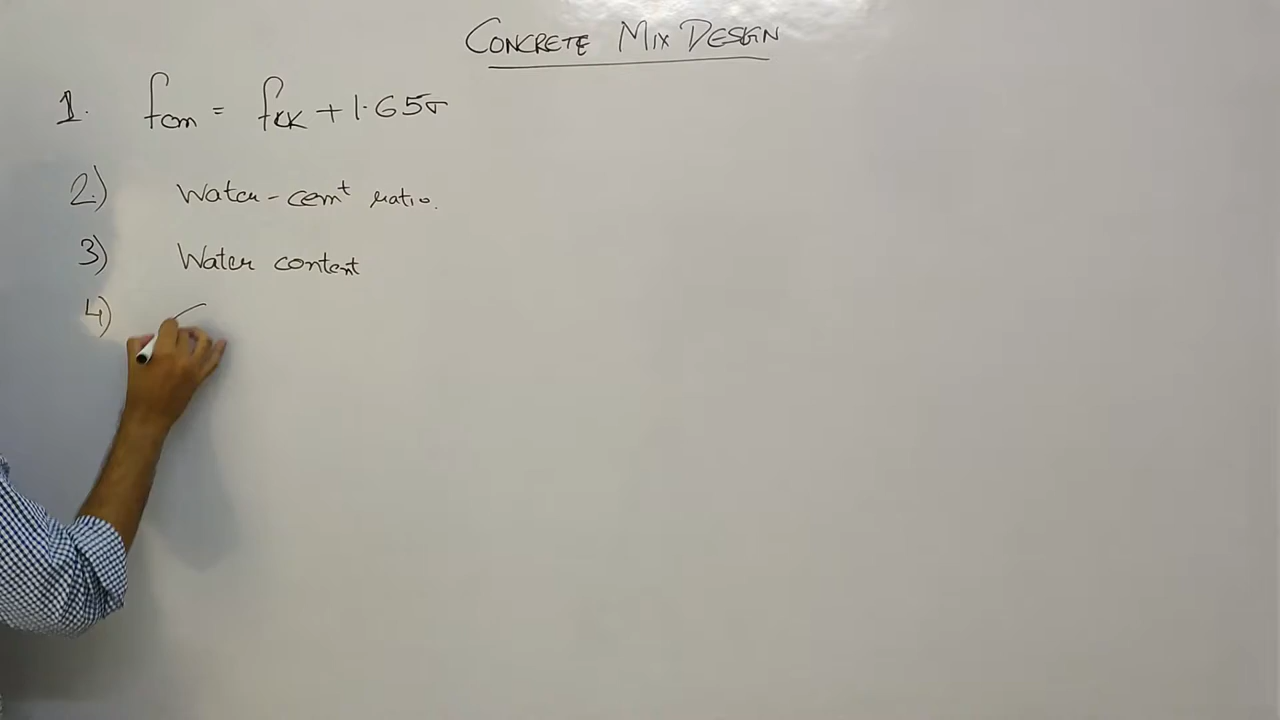 CONCRETE MIX DESIGN
1. fcm = fck + 1.65σ
2.) Water-cemt ratio.
3) Water content
4)